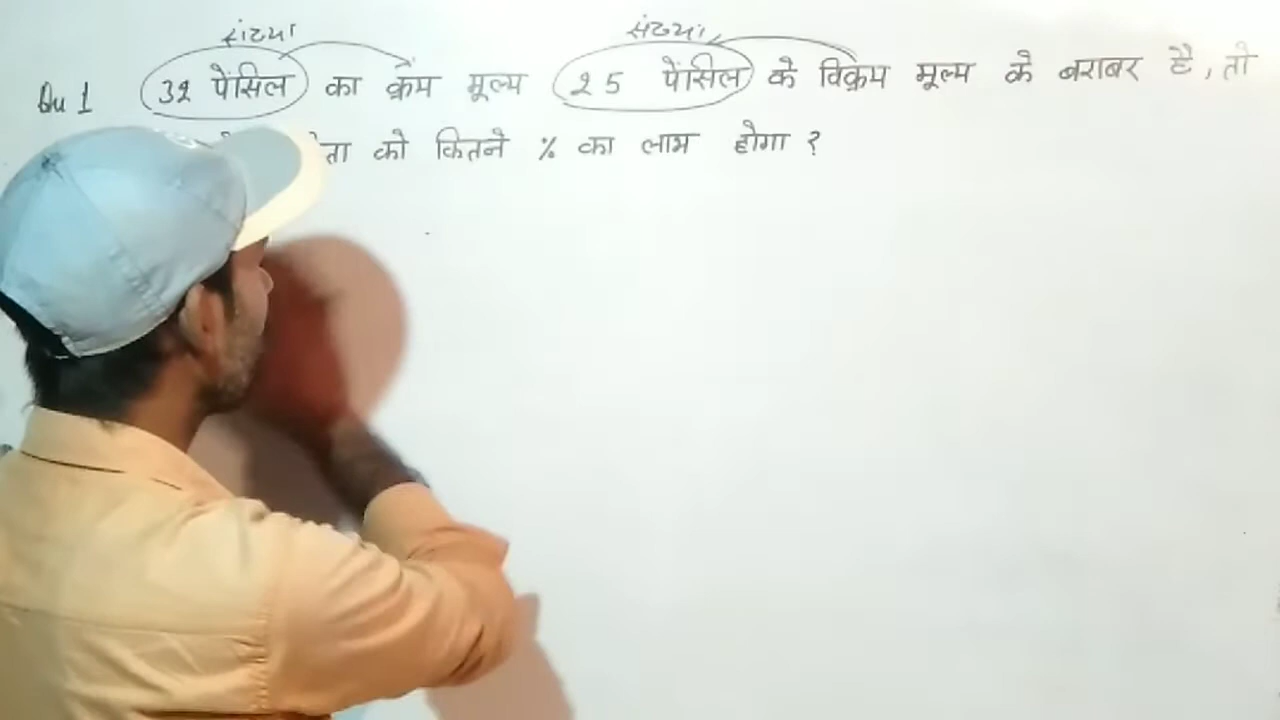 संख्या संख्या
Qu 1 32 पेंसिल का क्रय मूल्य 25 पेंसिल के विक्रय मूल्य के बराबर है, तो
को कितने % का लाभ होगा ?